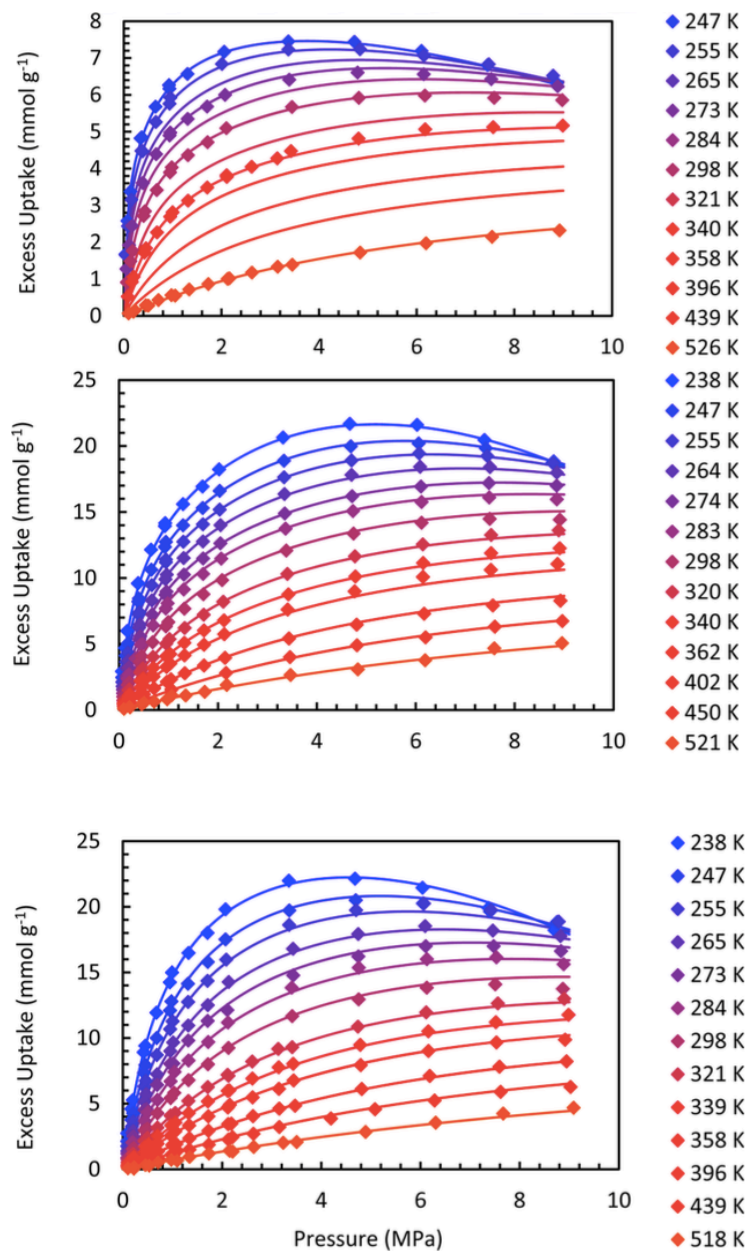 Excess Uptake (mmol g⁻¹)
8
7
6
5
4
3
2
1
0
0 2 4 6 8 10
247 K
255 K
265 K
273 K
284 K
298 K
321 K
340 K
358 K
396 K
439 K
526 K
Excess Uptake (mmol g⁻¹)
25
20
15
10
5
0
0 2 4 6 8 10
238 K
247 K
255 K
264 K
274 K
283 K
298 K
320 K
340 K
362 K
402 K
450 K
521 K
Excess Uptake (mmol g⁻¹)
25
20
15
10
5
0
0 2 4 6 8 10
Pressure (MPa)
238 K
247 K
255 K
265 K
273 K
284 K
298 K
321 K
339 K
358 K
396 K
439 K
518 K